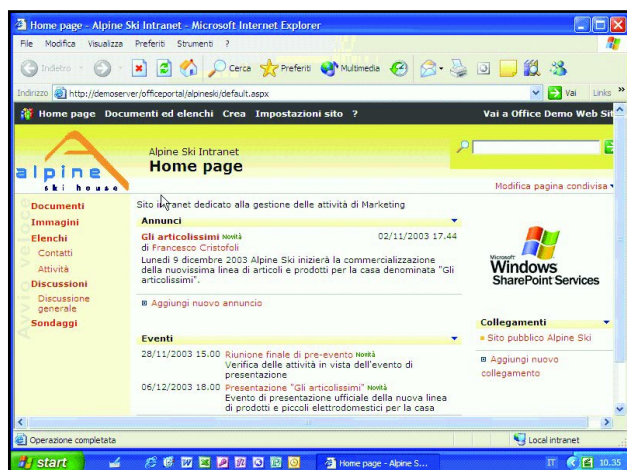 Home page - Alpine Ski Intranet - Microsoft Internet Explorer
File Modifica Visualizza Preferiti Strumenti ?
Indietro Cerca Preferiti Multimedia
Indirizzo http://demoserver/officeportal/alpineski/default.aspx Vai Links »
Home page Documenti ed elenchi Crea Impostazioni sito ? Vai a Office Demo Web Sit
alpine
ski house
Alpine Ski Intranet
Home page
Modifica pagina condivisa
Avvio veloce
Documenti
Immagini
Elenchi
Contatti
Attività
Discussioni
Discussione
generale
Sondaggi
Sito intranet dedicato alla gestione delle attività di Marketing
Annunci
Gli articolissimi Novità 02/11/2003 17.44
di Francesco Cristofoli
Lunedì 9 dicembre 2003 Alpine Ski inizierà la commercializzazione
della nuovissima linea di articoli e prodotti per la casa denominata "Gli
articolissimi".
Aggiungi nuovo annuncio
Eventi
28/11/2003 15.00 Riunione finale di pre-evento Novità
Verifica delle attività in vista dell'evento di
presentazione
06/12/2003 18.00 Presentazione "Gli articolissimi" Novità
Evento di presentazione ufficiale della nuova linea
di prodotti e piccoli elettrodomestici per la casa
Microsoft
Windows
SharePoint Services
Collegamenti
Sito pubblico Alpine Ski
Aggiungi nuovo
collegamento
Operazione completata Local intranet
start Home page - Alpine S... IT 10.35